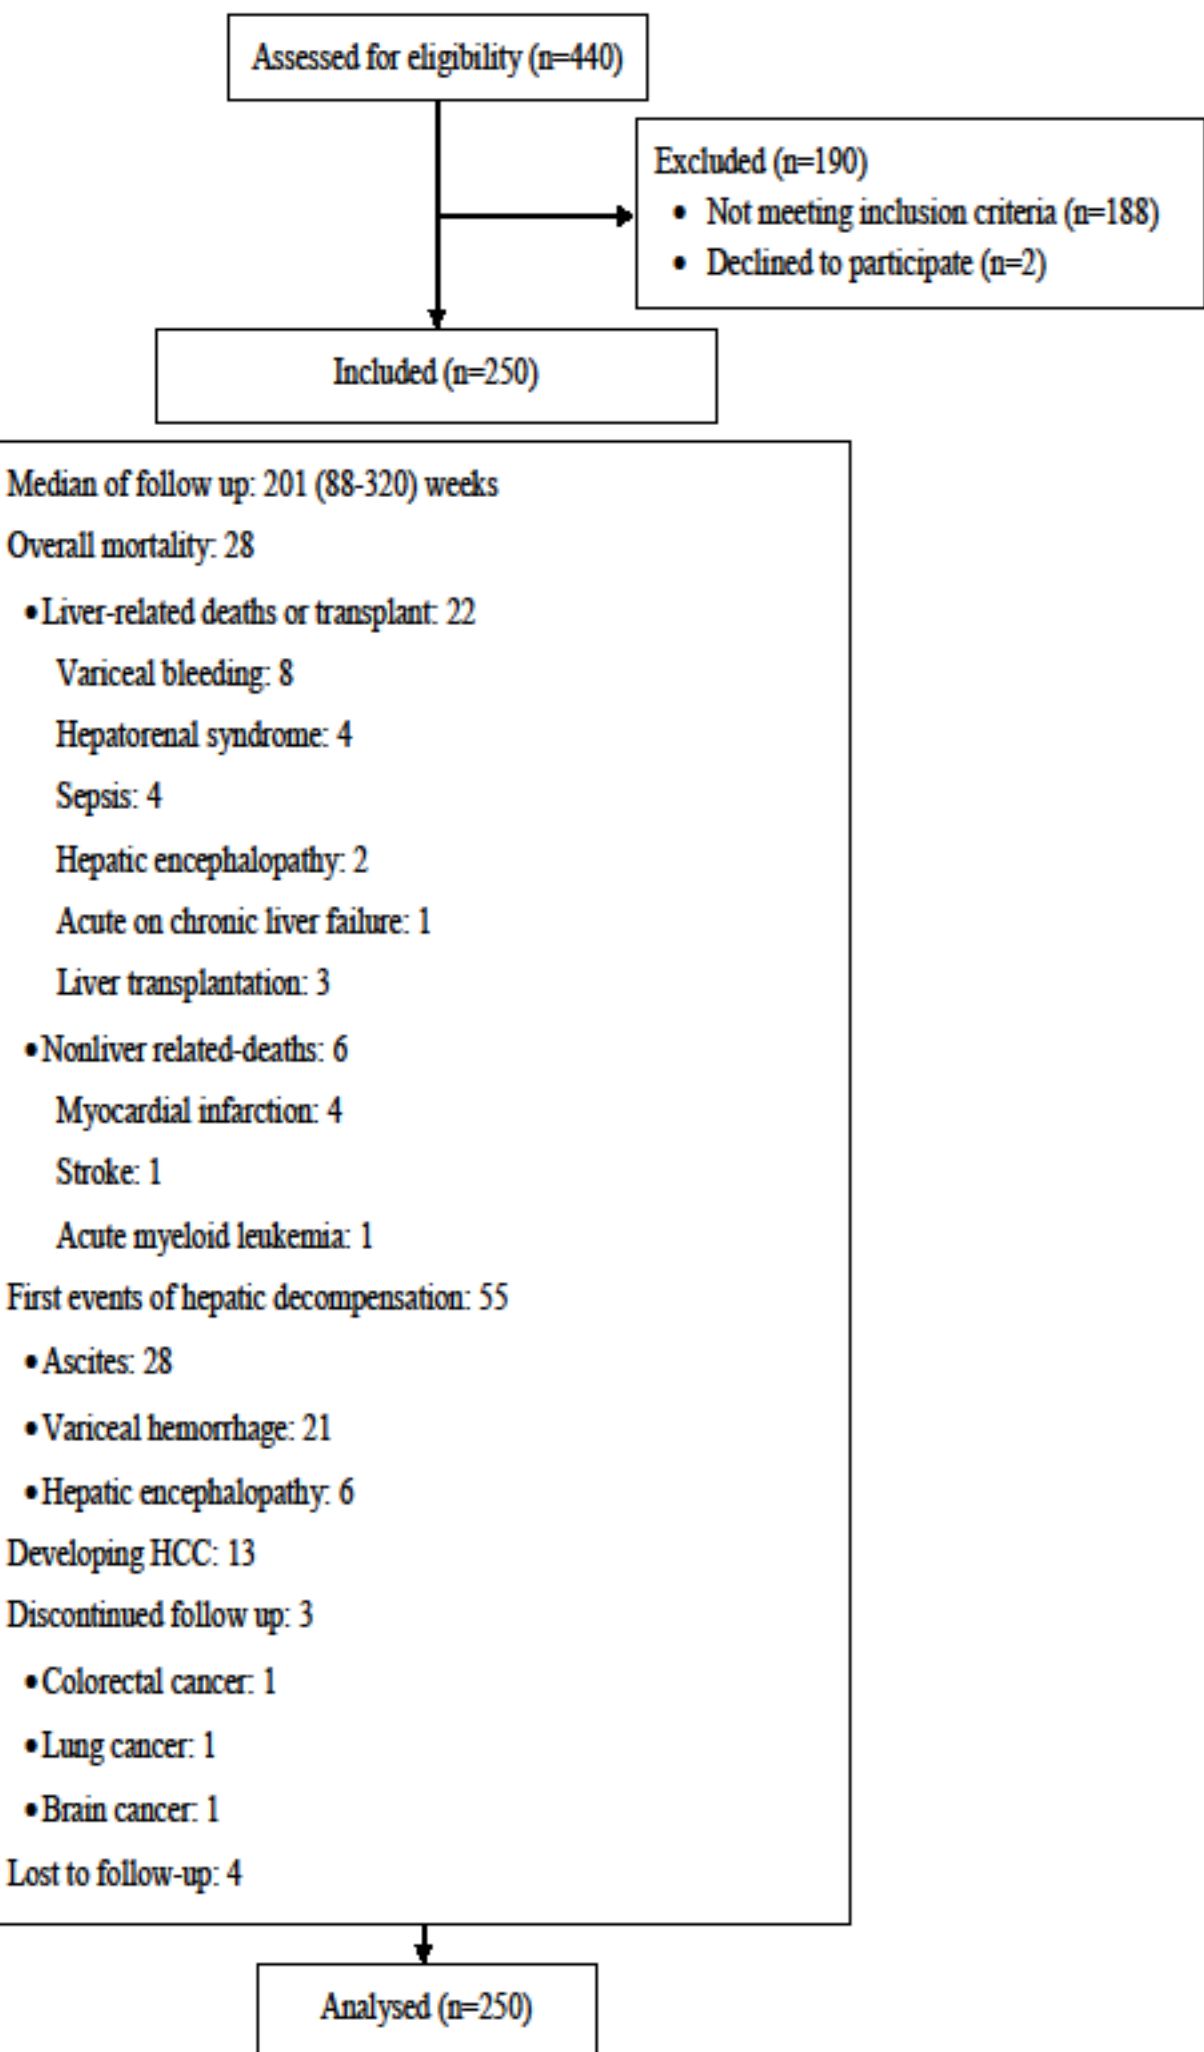 Assessed for eligibility (n=440)
Excluded (n=190)
• Not meeting inclusion criteria (n=188)
• Declined to participate (n=2)
Included (n=250)
Median of follow up: 201 (88-320) weeks
Overall mortality: 28
• Liver-related deaths or transplant: 22
Variceal bleeding: 8
Hepatorenal syndrome: 4
Sepsis: 4
Hepatic encephalopathy: 2
Acute on chronic liver failure: 1
Liver transplantation: 3
• Nonliver related-deaths: 6
Myocardial infarction: 4
Stroke: 1
Acute myeloid leukemia: 1
First events of hepatic decompensation: 55
• Ascites: 28
• Variceal hemorrhage: 21
• Hepatic encephalopathy: 6
Developing HCC: 13
Discontinued follow up: 3
• Colorectal cancer: 1
• Lung cancer: 1
• Brain cancer: 1
Lost to follow-up: 4
Analysed (n=250)